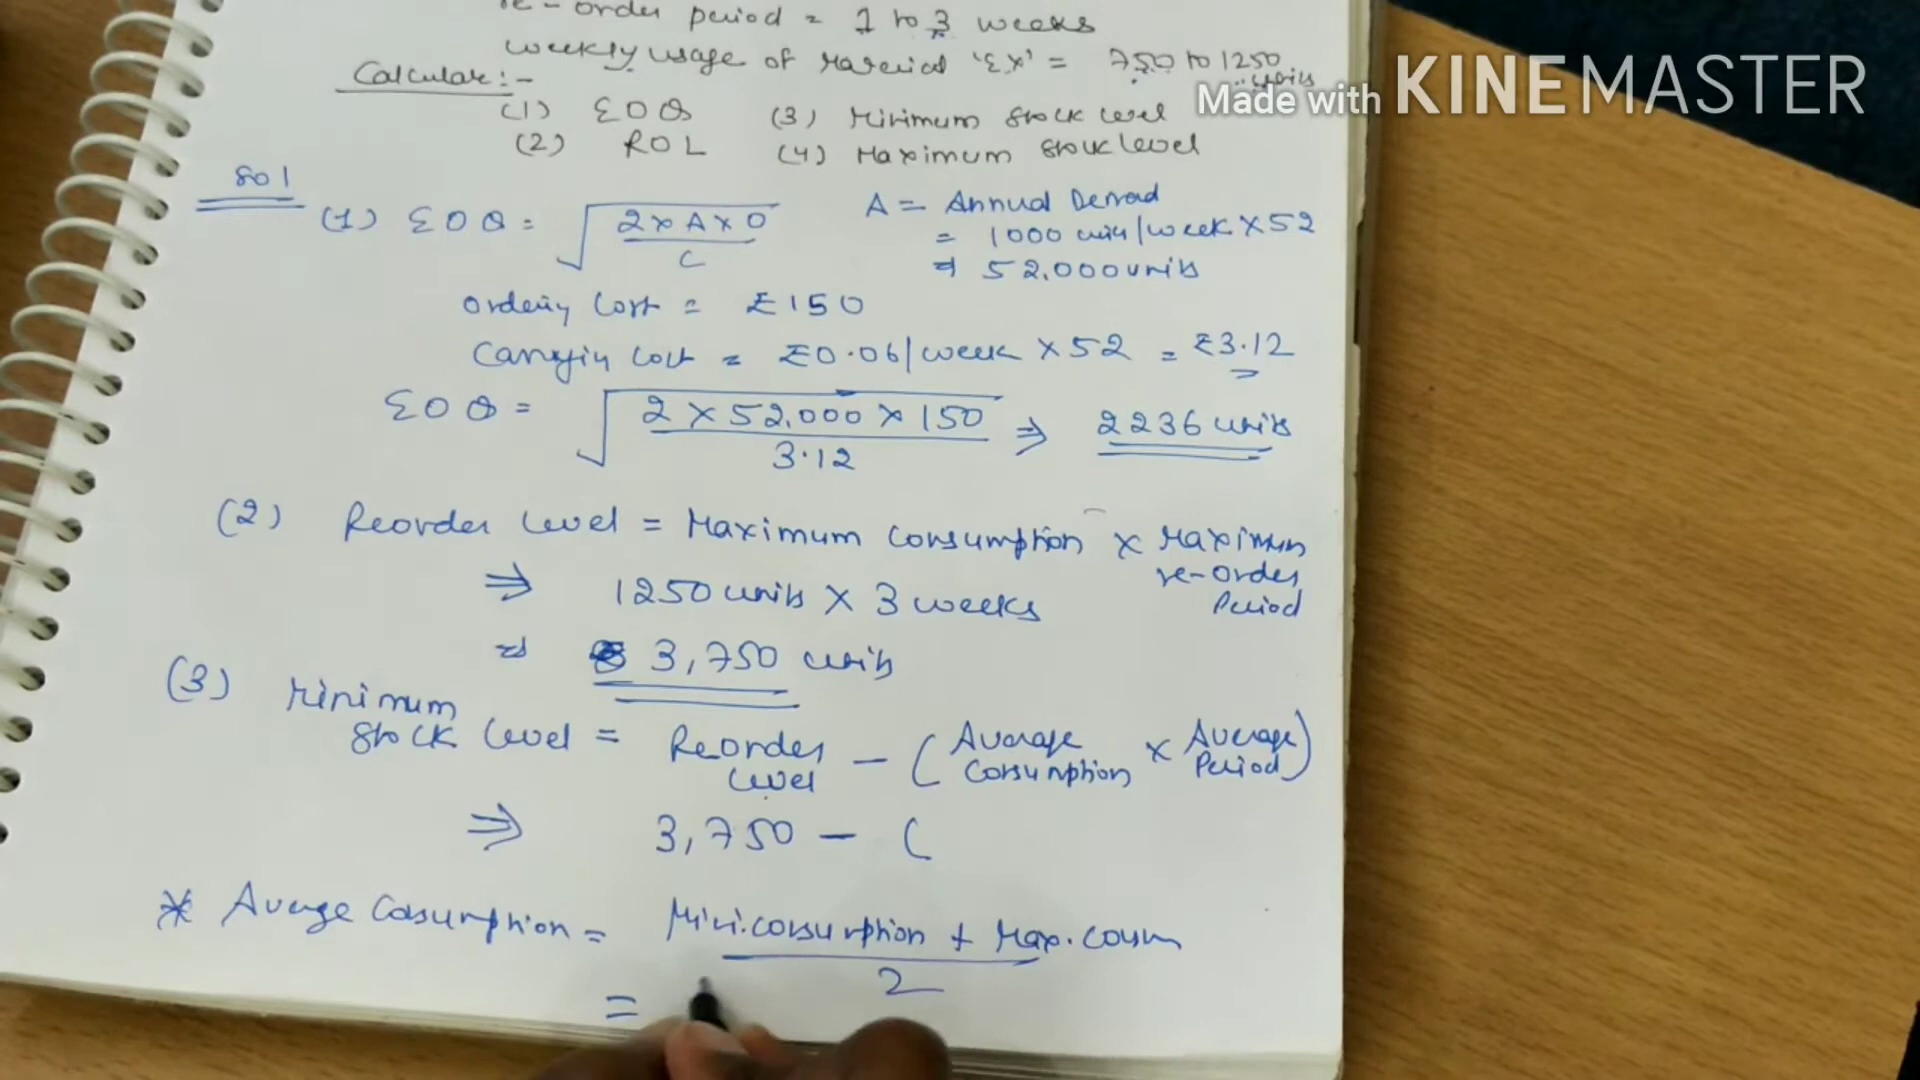 re-order period = 1 to 3 weeks
weekly usage of Material 'EX' = 750 to 1250 units
Made with KINEMASTER
Calculate:-
(1) EOQ (3) Minimum Stock level
(2) ROL (4) Maximum Stock level
Sol
(1) EOQ = √ 2 × A × O / C
A = Annual Demad
= 1000 units/week × 52
⇒ 52,000 units
Ordering Cost = ₹150
Carrying Cost = ₹0.06/week × 52 = ₹3.12
EOQ = √ 2 × 52,000 × 150 / 3.12 ⇒ 2236 units
(2) Reorder level = Maximum Consumption × Maximum re-order Period
⇒ 1250 units × 3 weeks
⇒ 3,750 units
(3) Minimum
Stock level = Reorder level – (Average Consumption × Average Period)
⇒ 3,750 – (
* Average Consumption = Mini.consumption + Max.consum / 2
=